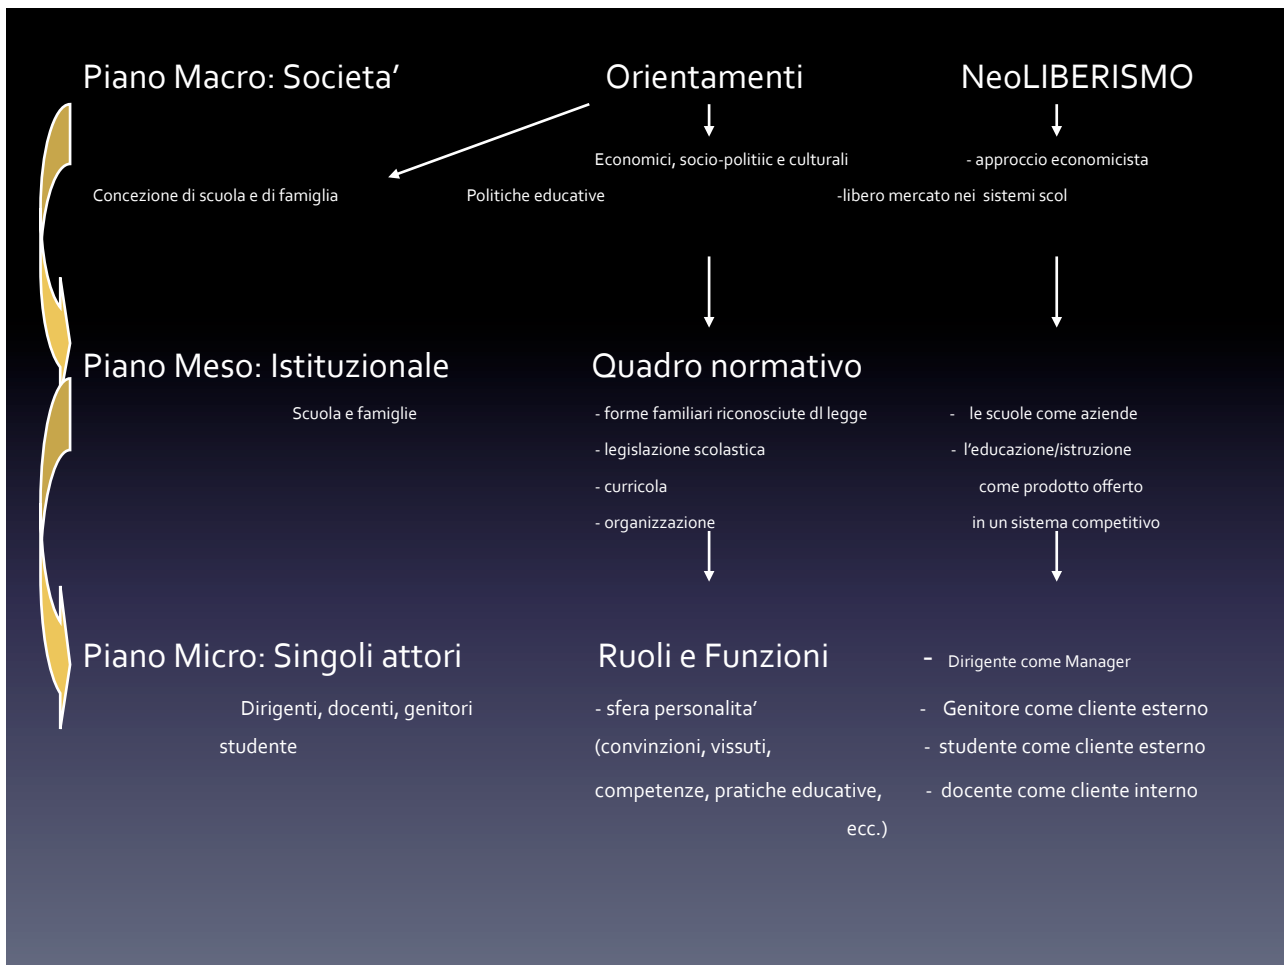 Piano Macro: Societa’ Orientamenti NeoLIBERISMO
Economici, socio-politiic e culturali - approccio economicista
Concezione di scuola e di famiglia Politiche educative -libero mercato nei sistemi scol
Piano Meso: Istituzionale Quadro normativo
Scuola e famiglie - forme familiari riconosciute dl legge - le scuole come aziende
- legislazione scolastica - l’educazione/istruzione
- curricola come prodotto offerto
- organizzazione in un sistema competitivo
Piano Micro: Singoli attori Ruoli e Funzioni - Dirigente come Manager
Dirigenti, docenti, genitori - sfera personalita’ - Genitore come cliente esterno
studente (convinzioni, vissuti, - studente come cliente esterno
competenze, pratiche educative, - docente come cliente interno
ecc.)